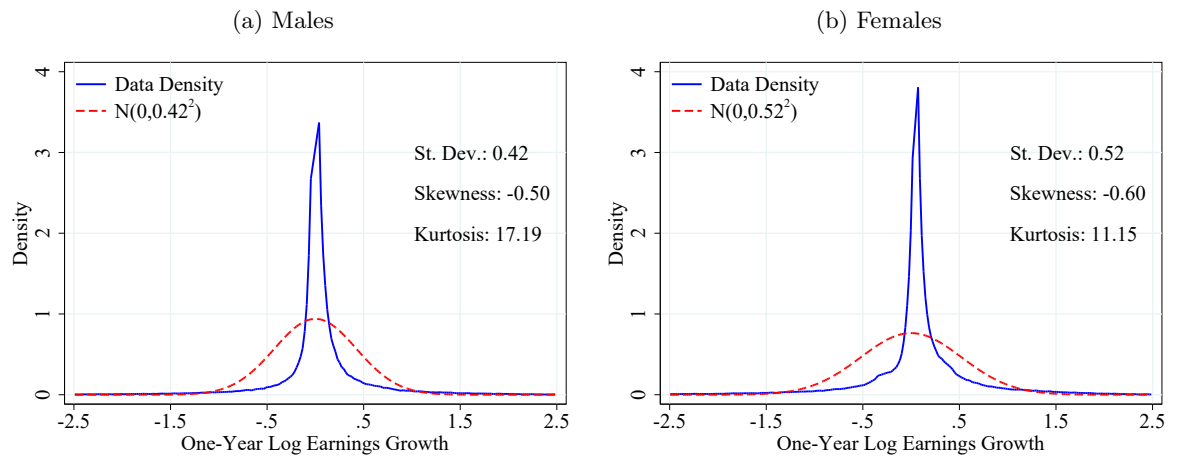 (a) Males
4
3
2
1
0
Density
Data Density
N(0,0.42²)
St. Dev.: 0.42
Skewness: -0.50
Kurtosis: 17.19
-2.5 -1.5 -.5 .5 1.5 2.5
One-Year Log Earnings Growth
(b) Females
4
3
2
1
0
Density
Data Density
N(0,0.52²)
St. Dev.: 0.52
Skewness: -0.60
Kurtosis: 11.15
-2.5 -1.5 -.5 .5 1.5 2.5
One-Year Log Earnings Growth